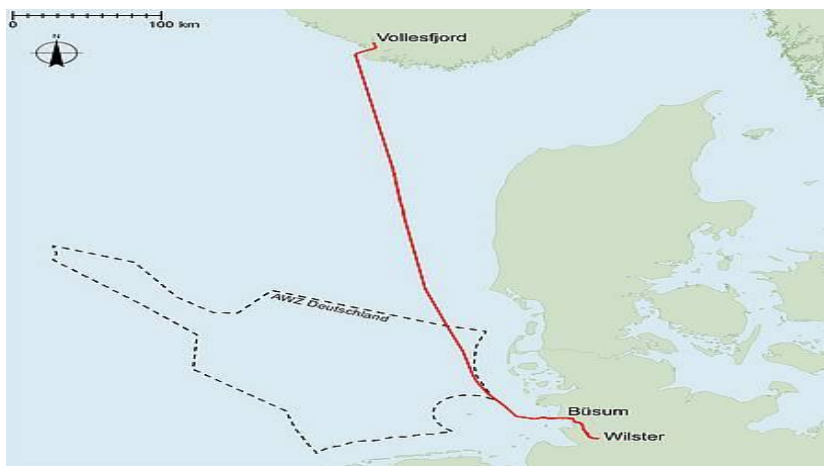 0 100 km
N
Vollesfjord
AWZ Deutschland
Büsum
Wilster